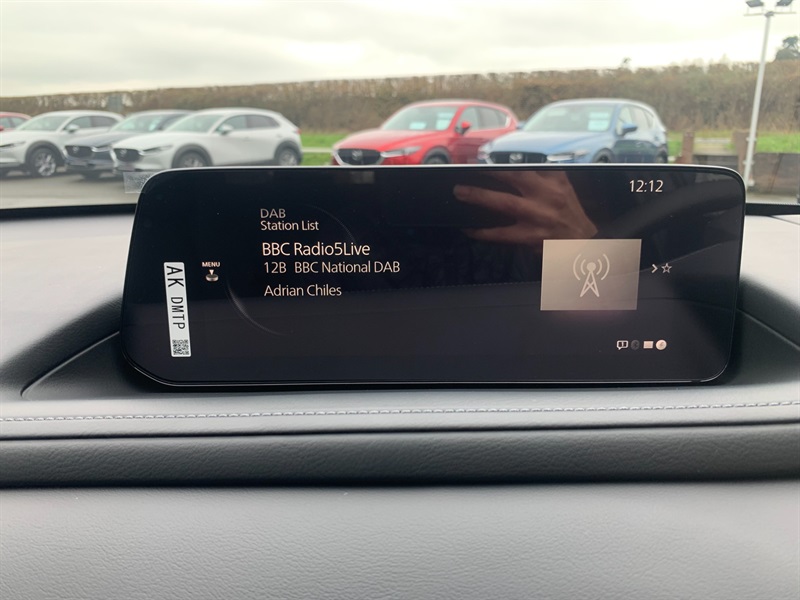 12:12
DAB
Station List
BBC Radio5Live
12B BBC National DAB
Adrian Chiles
MENU
AK DMTP